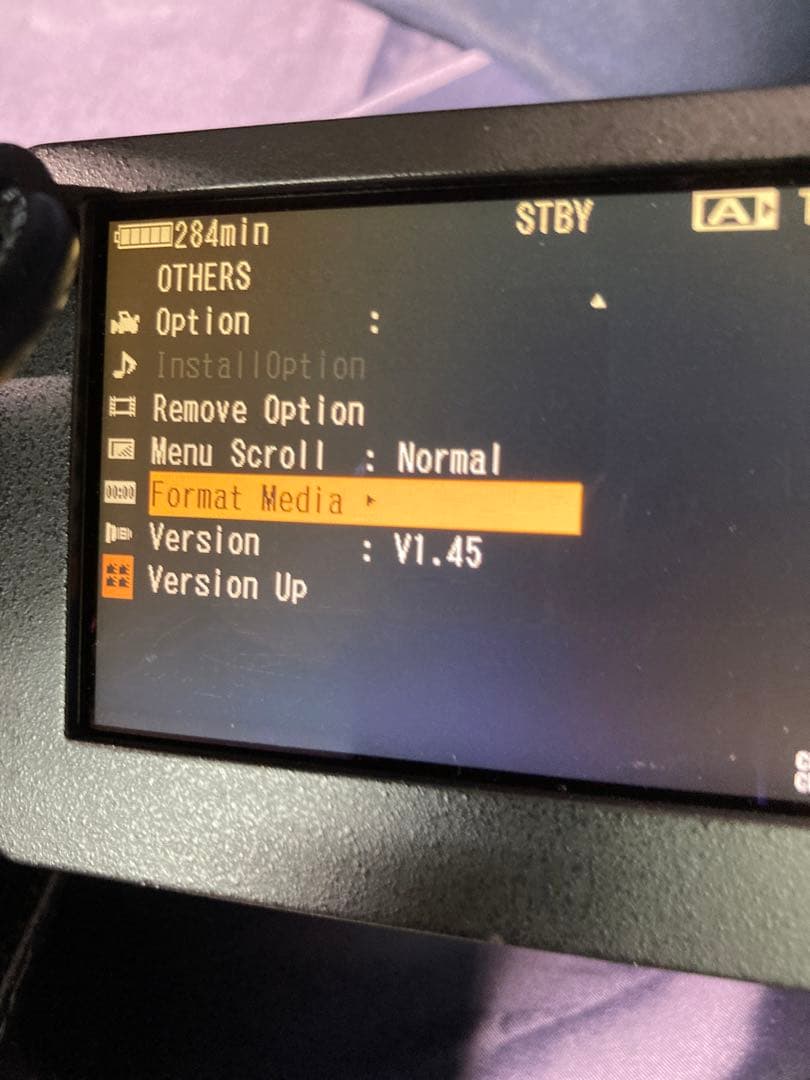 284min STBY A
OTHERS
Option :
InstallOption
Remove Option
Menu Scroll : Normal
00:00 Format Media
Version : V1.45
Version Up